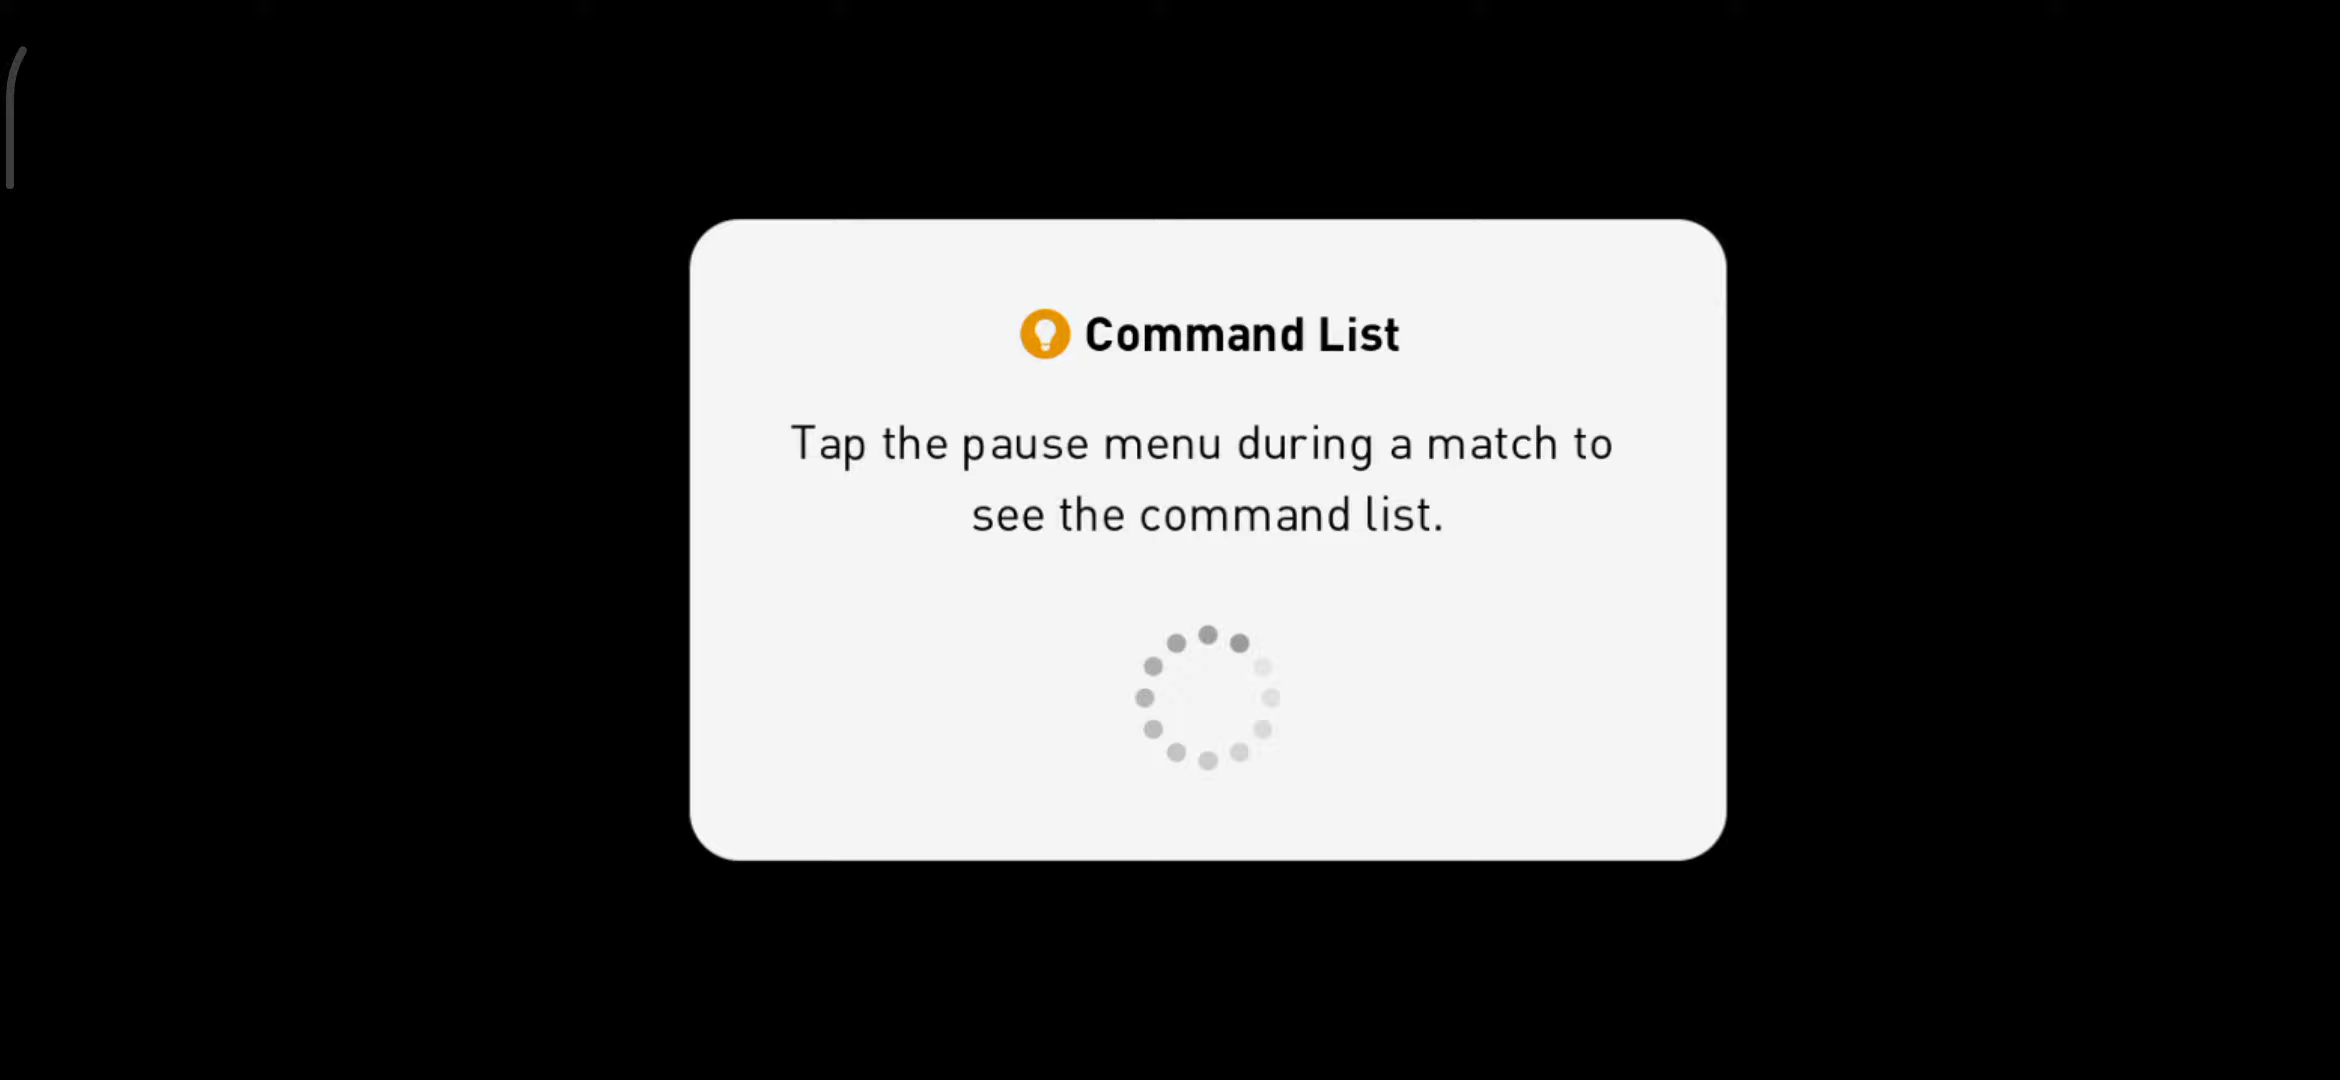 Command List
Tap the pause menu during a match to
see the command list.